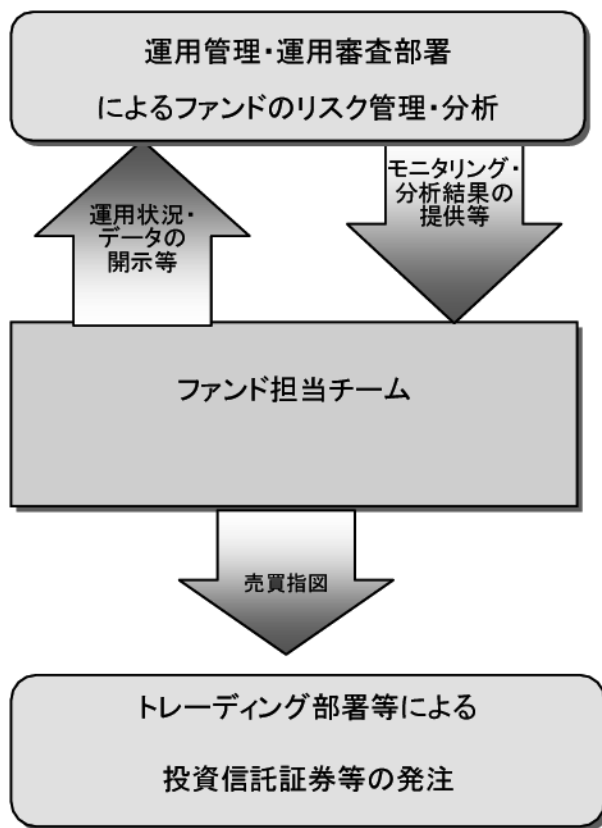 運用管理・運用審査部署
によるファンドのリスク管理・分析
運用状況・
データの
開示等
モニタリング・
分析結果の
提供等
ファンド担当チーム
売買指図
トレーディング部署等による
投資信託証券等の発注